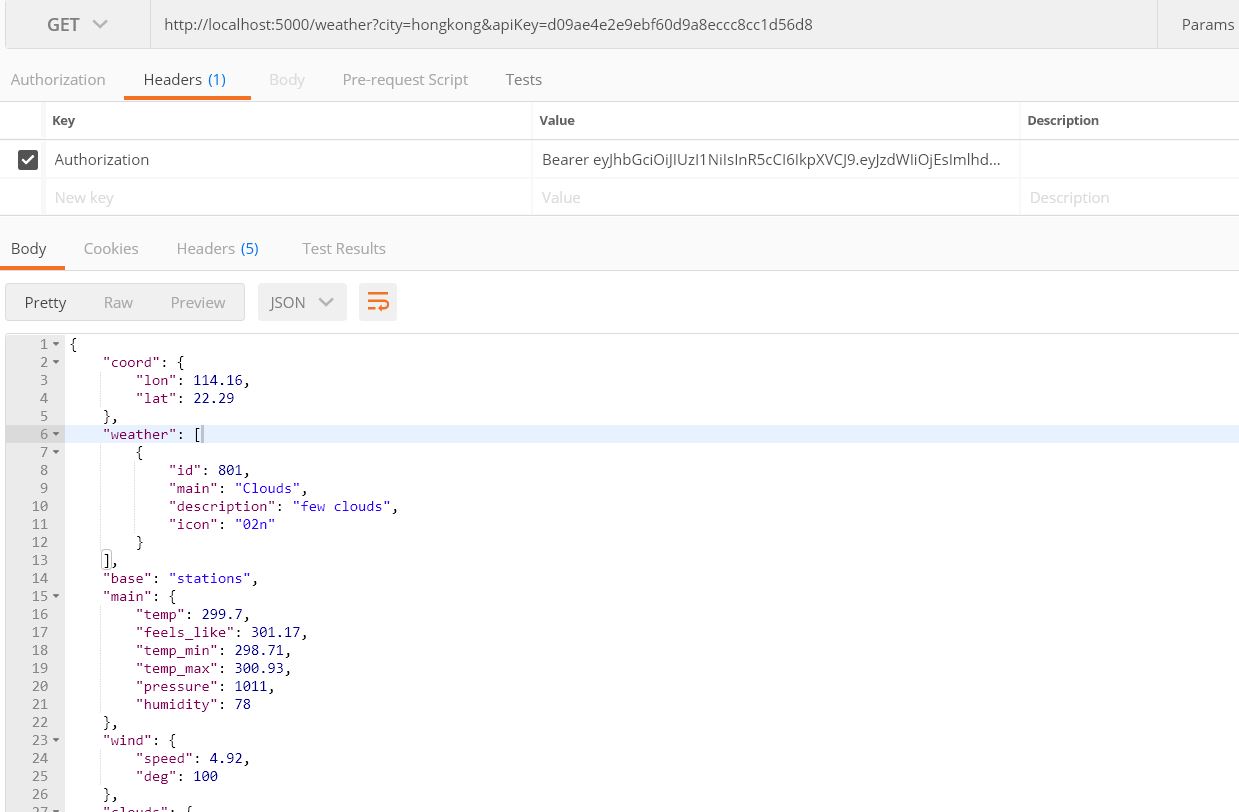 GET http://localhost:5000/weather?city=hongkong&apiKey=d09ae4e2e9ebf60d9a8eccc8cc1d56d8 Params
Authorization Headers (1) Body Pre-request Script Tests
Key Value Description
Authorization Bearer eyJhbGciOiJIUzI1NiIsInR5cCI6IkpXVCJ9.eyJzdWIiOjEsImlhd...
New key Value Description
Body Cookies Headers (5) Test Results
Pretty Raw Preview JSON
1 {
2 "coord": {
3 "lon": 114.16,
4 "lat": 22.29
5 },
6 "weather": [
7 {
8 "id": 801,
9 "main": "Clouds",
10 "description": "few clouds",
11 "icon": "02n"
12 }
13 ],
14 "base": "stations",
15 "main": {
16 "temp": 299.7,
17 "feels_like": 301.17,
18 "temp_min": 298.71,
19 "temp_max": 300.93,
20 "pressure": 1011,
21 "humidity": 78
22 },
23 "wind": {
24 "speed": 4.92,
25 "deg": 100
26 },
27 "clouds": {